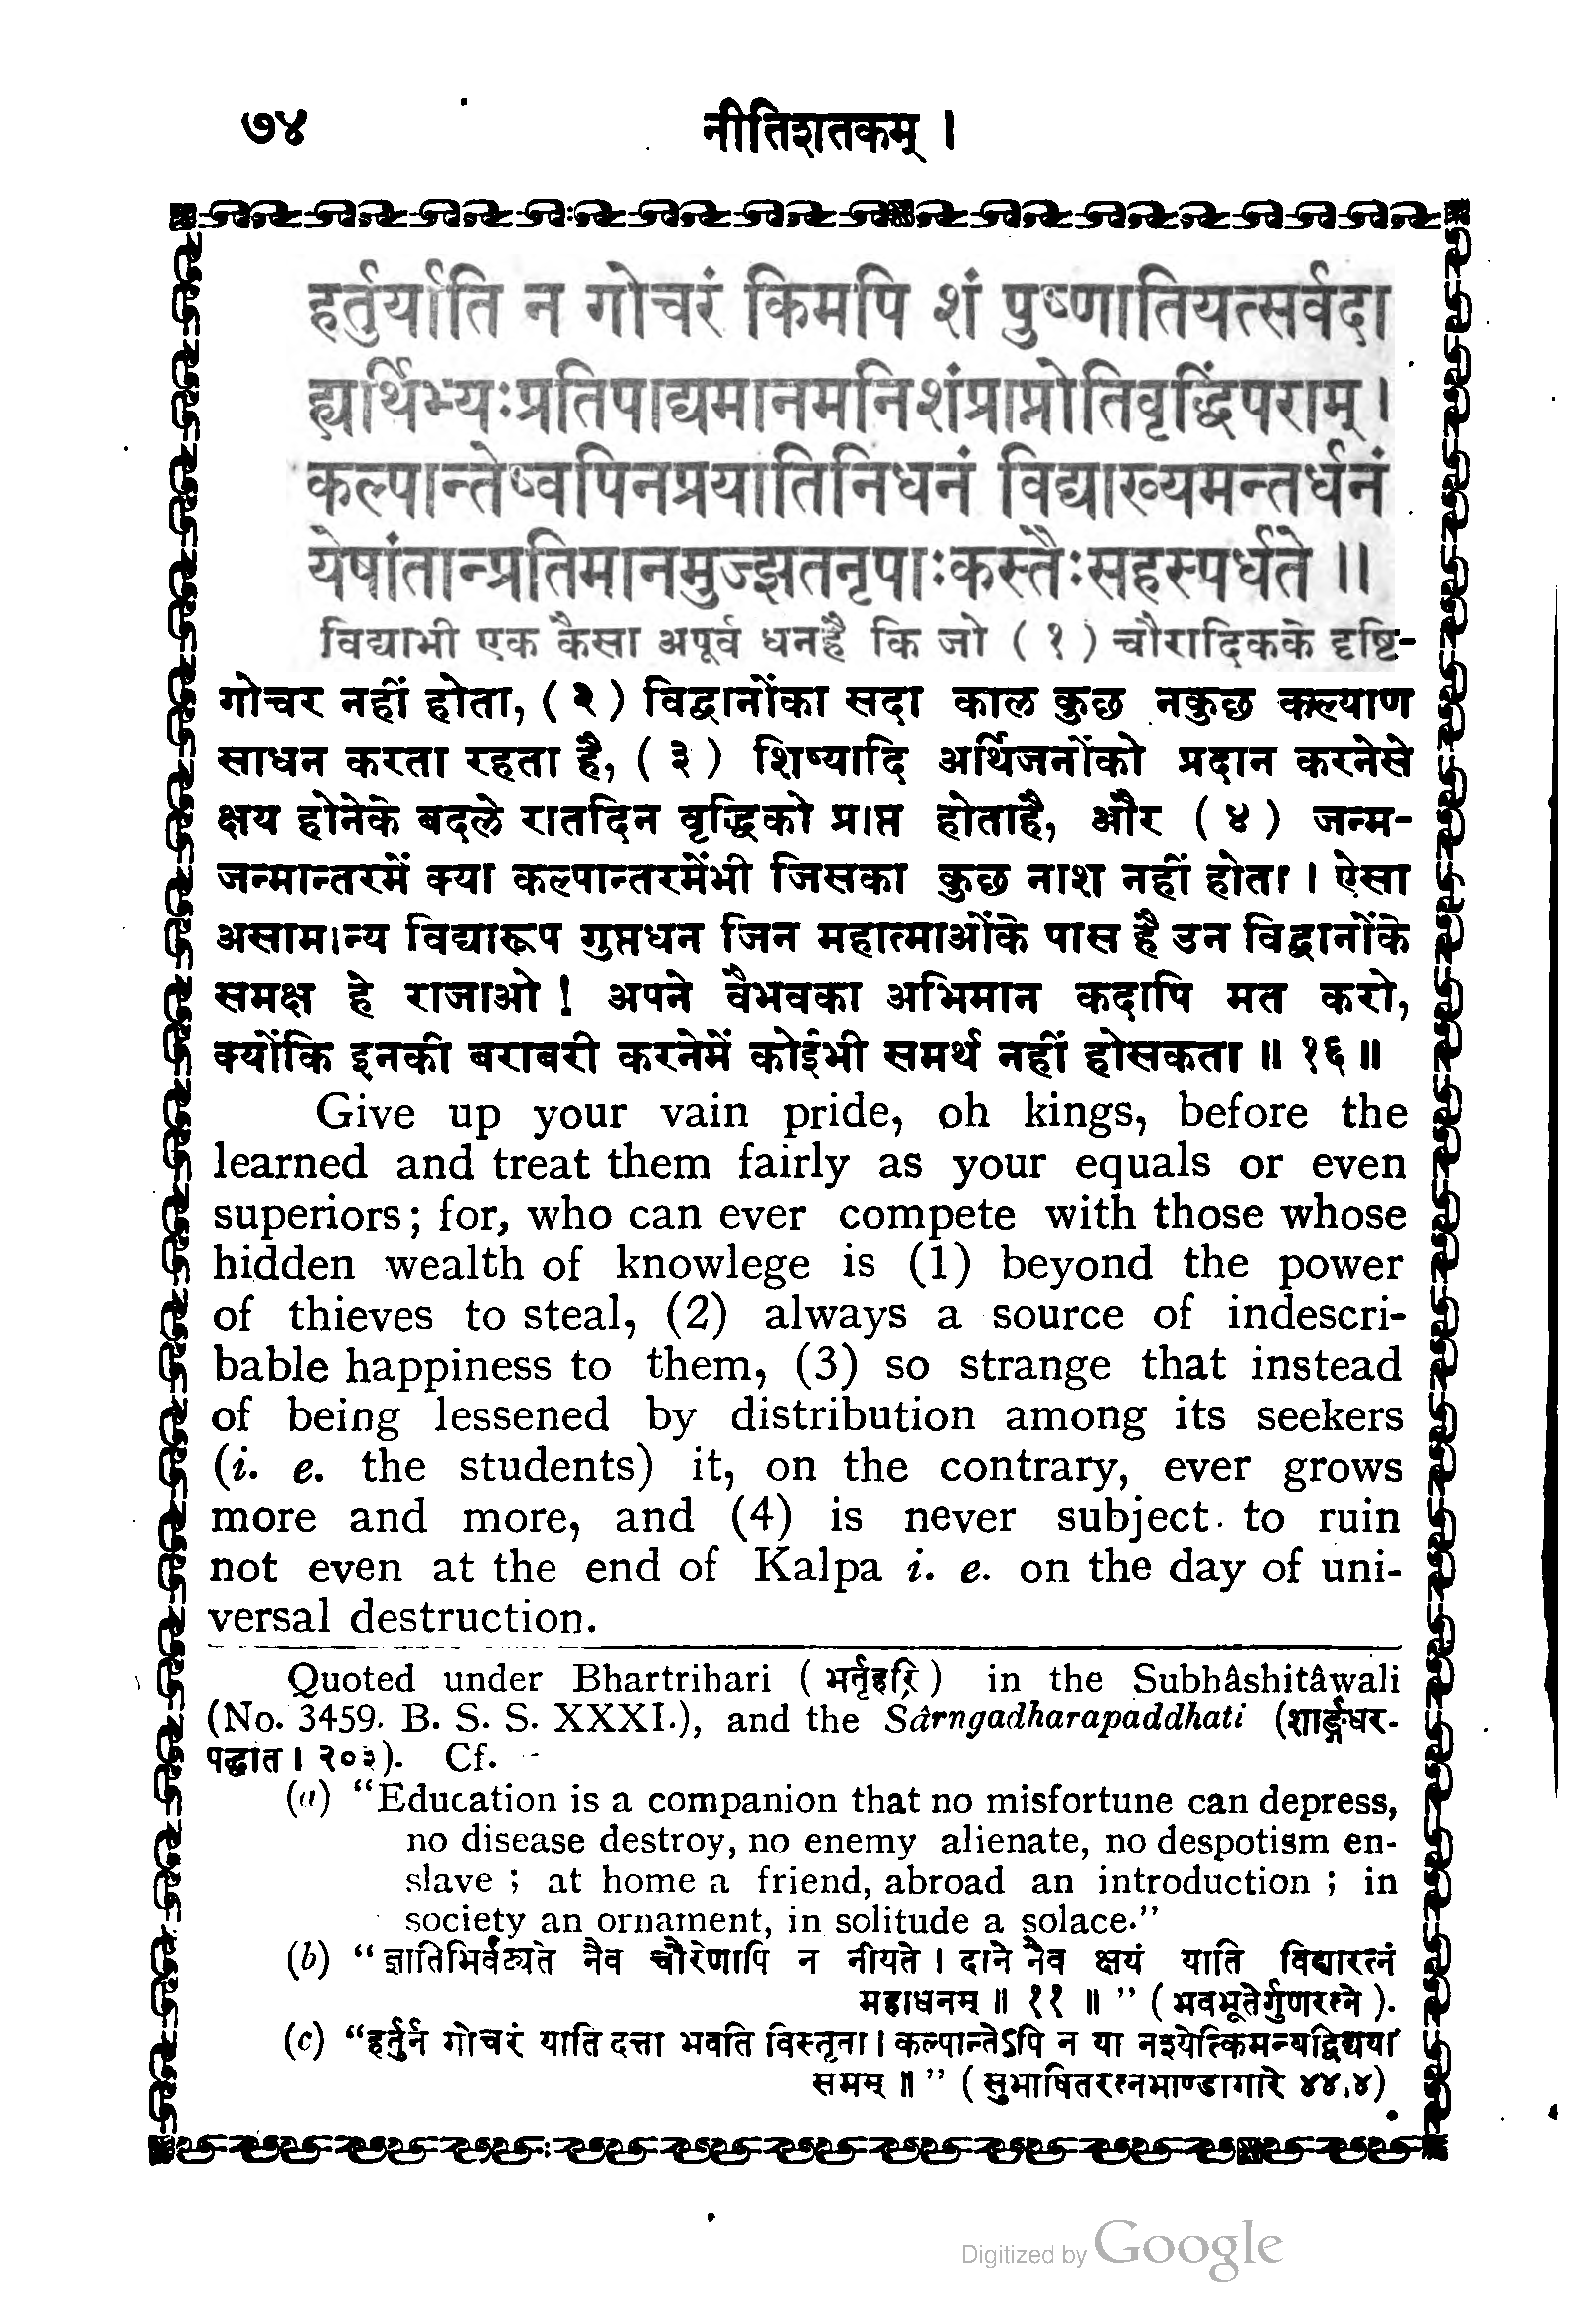 ७४
नीतिशतकम् ।
हर्तुर्याति न गोचरं किमपि शं पुष्णातियत्सर्वदा
ह्यर्थिभ्यःप्रतिपाद्यमानमनिशंप्राप्नोतिवृद्धिंपराम् ।
कल्पान्तेष्वपिनप्रयातिनिधनं विद्याख्यमन्तर्धनं
येषांतान्प्रतिमानमुज्झतनृपाःकस्तैःसहस्पर्धते ॥
विद्याभी एक कैसा अपूर्व धनहै कि जो ( १ ) चौरादिकके दृष्टि-
गोचर नहीं होता, ( २ ) विद्वानोंका सदा काल कुछ नकुछ कल्याण
साधन करता रहता है, ( ३ ) शिष्यादि अर्थिजनोंको प्रदान करनेसे
क्षय होनेके बदले रातदिन वृद्धिको प्राप्त होताहै, और ( ४ ) जन्म-
जन्मान्तरमें क्या कल्पान्तरमेंभी जिसका कुछ नाश नहीं होता । ऐसा
असामान्य विद्यारूप गुप्तधन जिन महात्माओंके पास है उन विद्वानोंके
समक्ष हे राजाओ ! अपने वैभवका अभिमान कदापि मत करो,
क्योंकि इनकी बराबरी करनेमें कोईभी समर्थ नहीं होसकता ॥ १६ ॥
Give up your vain pride, oh kings, before the
learned and treat them fairly as your equals or even
superiors; for, who can ever compete with those whose
hidden wealth of knowlege is (1) beyond the power
of thieves to steal, (2) always a source of indescri-
bable happiness to them, (3) so strange that instead
of being lessened by distribution among its seekers
(i. e. the students) it, on the contrary, ever grows
more and more, and (4) is never subject to ruin
not even at the end of Kalpa i. e. on the day of uni-
versal destruction.
Quoted under Bhartrihari ( भर्तृहरि ) in the Subhâshitâwali
(No. 3459. B. S. S. XXXI.), and the Sârngadharapaddhati (शार्ङ्गधर-
पद्धति । २०३). Cf.
(a) “Education is a companion that no misfortune can depress,
no disease destroy, no enemy alienate, no despotism en-
slave ; at home a friend, abroad an introduction ; in
society an ornament, in solitude a solace.”
(b) “ ज्ञातिभिर्वंट्यते नैव चौरेणापि न नीयते । दाने नैव क्षयं याति विद्यारत्नं
महाधनम् ॥ ११ ॥ ” ( भवभूतेर्गुणरत्ने ).
(c) “हर्तुर्न गोचरं याति दत्ता भवति विस्तृता । कल्पान्तेऽपि न या नश्येत्किमन्यद्विद्यया
समम् ॥ ” ( सुभाषितरत्नभाण्डागारे ४४.४)
Digitized by Google